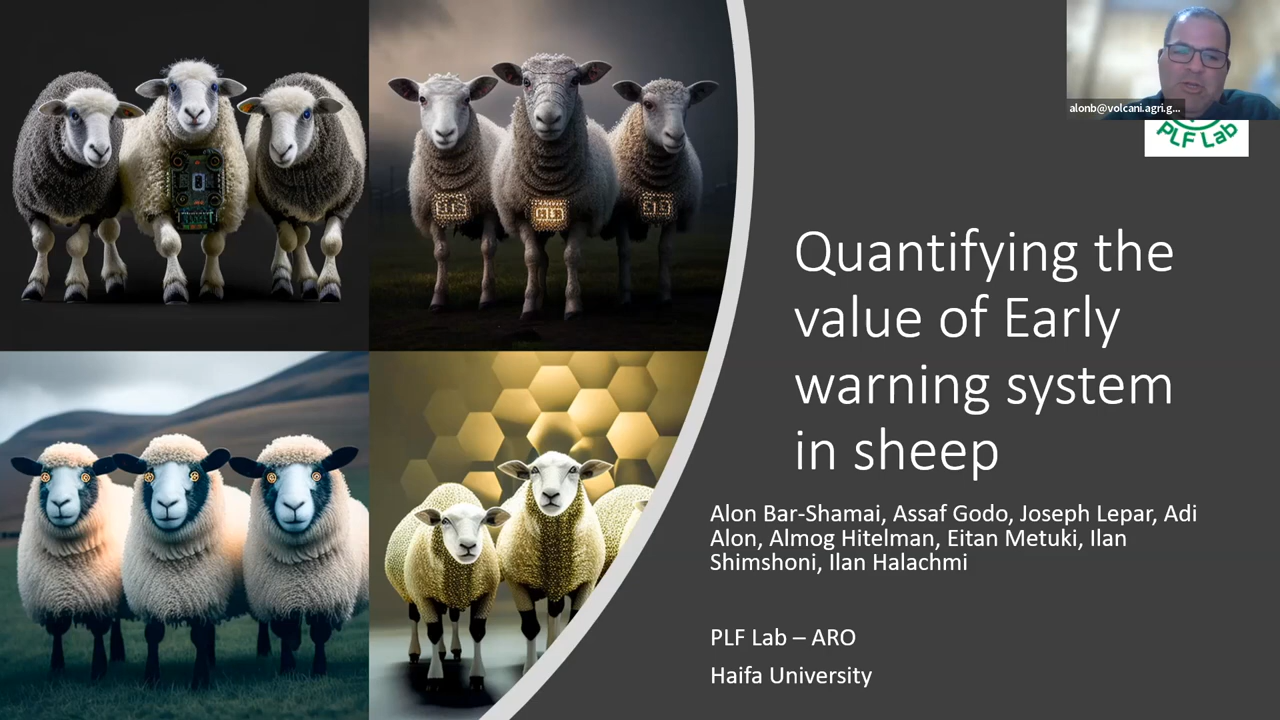 alonb@volcani.agri.g...
PLF Lab
Quantifying the
value of Early
warning system
in sheep
Alon Bar-Shamai, Assaf Godo, Joseph Lepar, Adi
Alon, Almog Hitelman, Eitan Metuki, Ilan
Shimshoni, Ilan Halachmi
PLF Lab – ARO
Haifa University